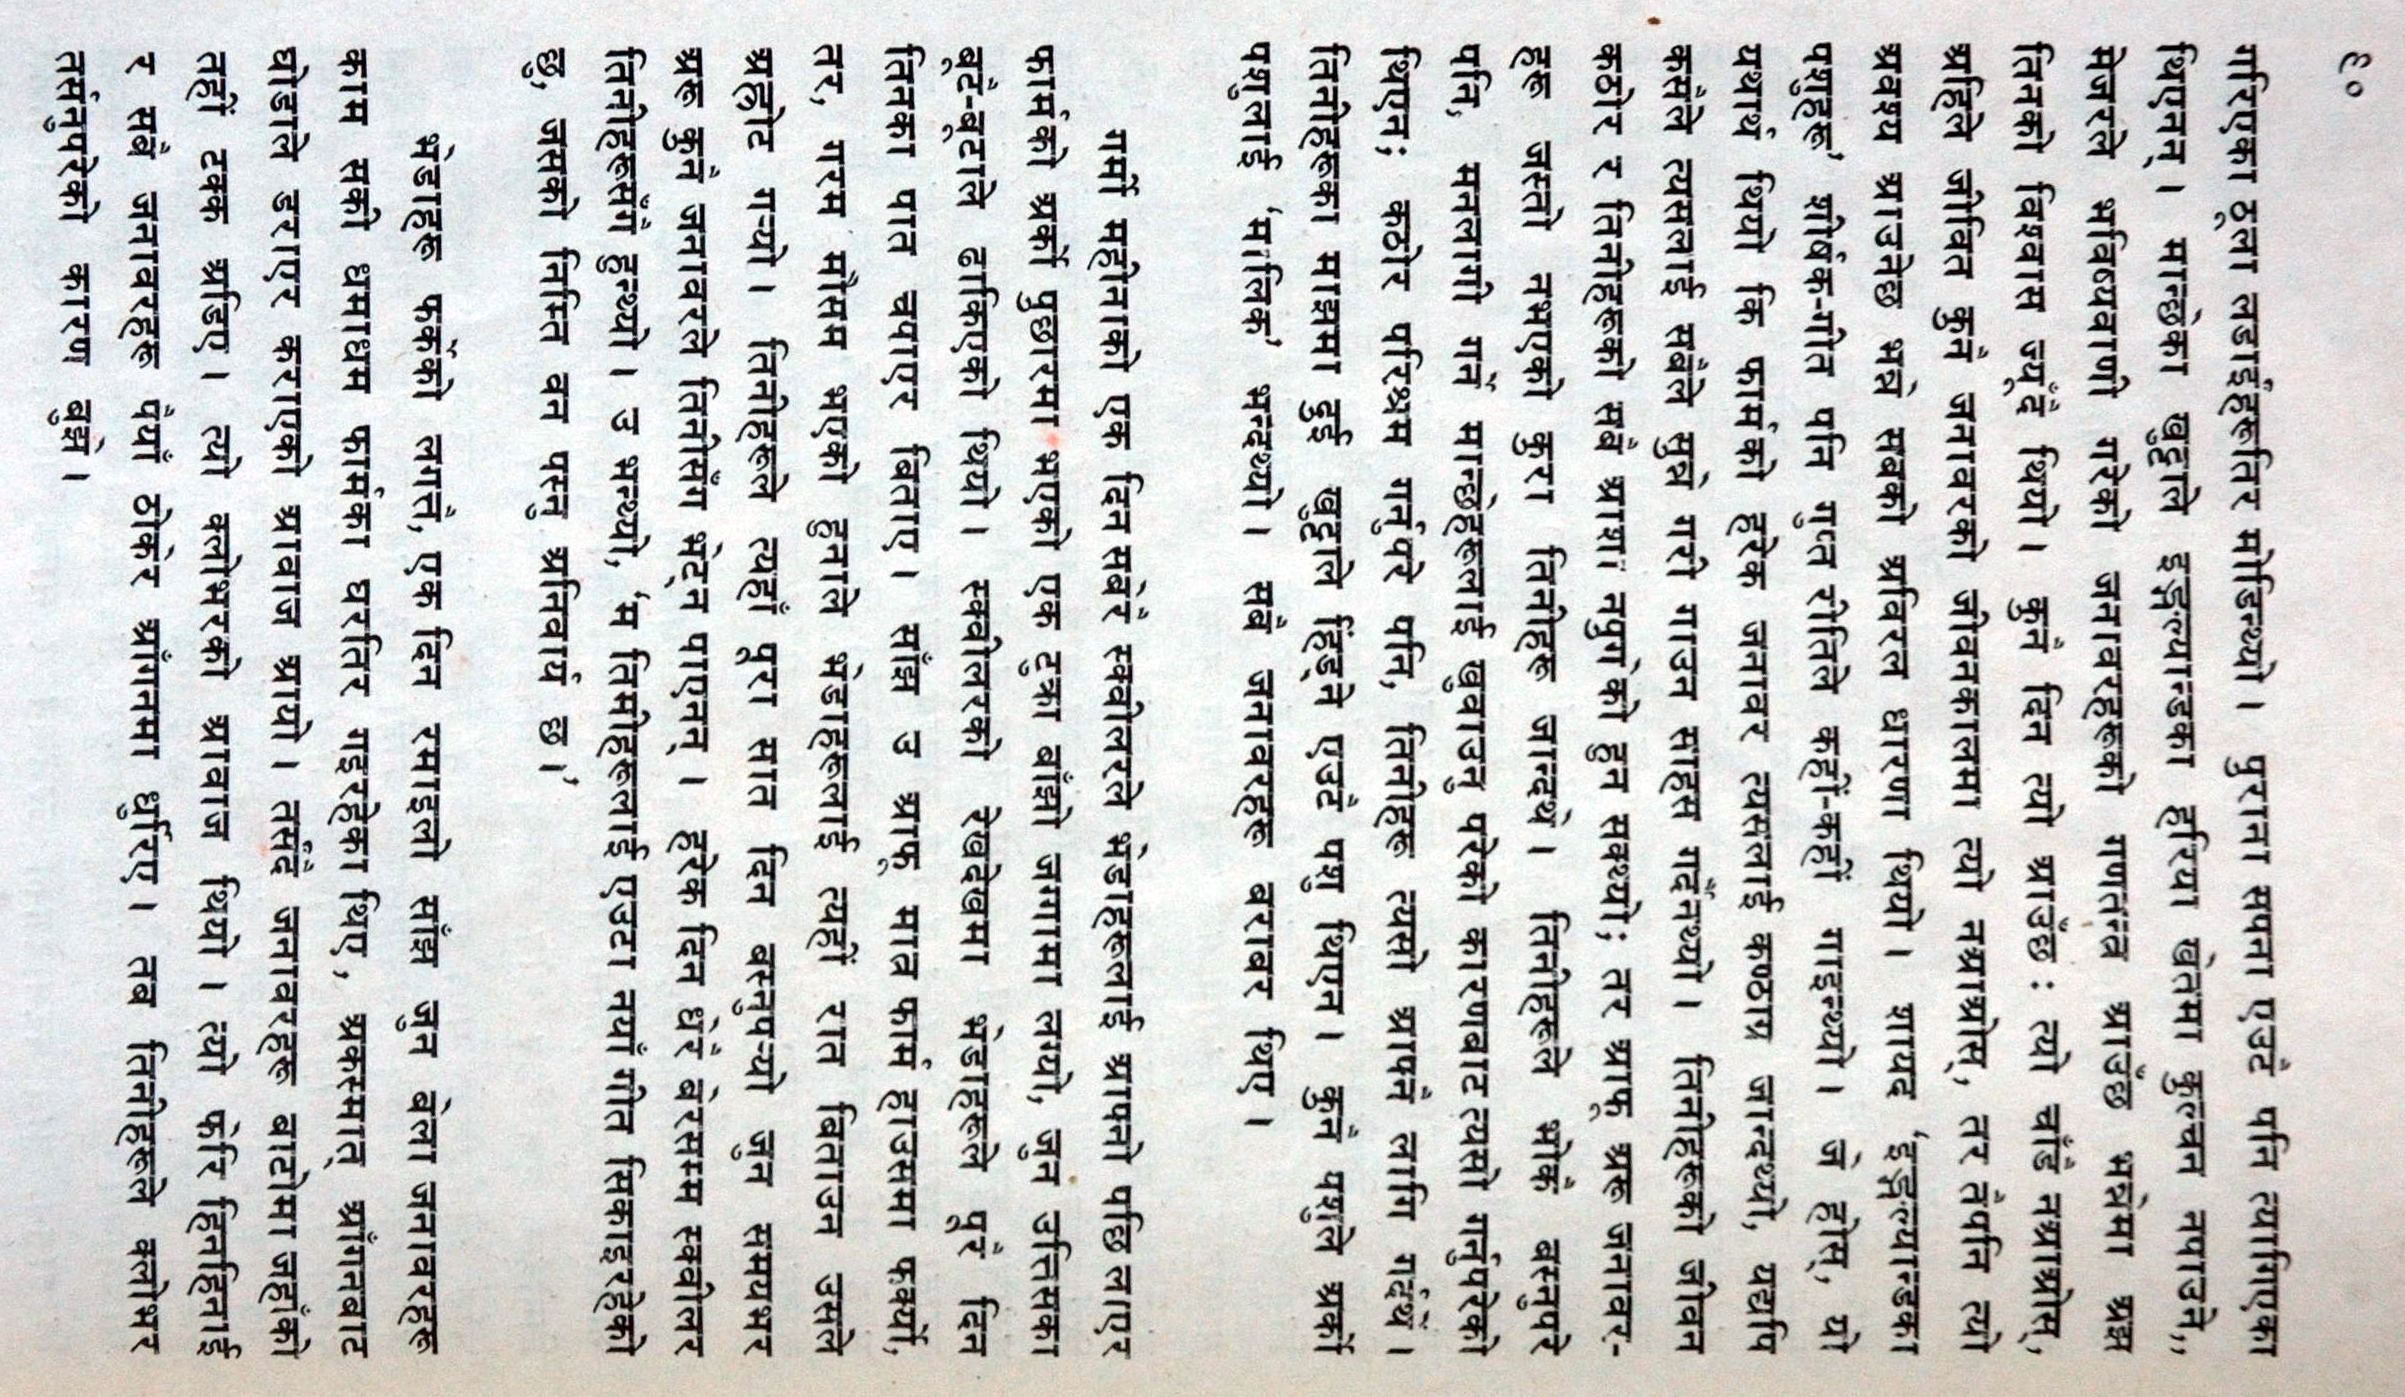 ९०
गरिएका ठूला लडाइँहरूतिर मोडिन्थ्यो । पुराना सपना एउटै पनि त्यागिएका
थिएनन् । मान्छेका खुट्टाले इङ्गल्यान्डका हरिया खेतमा कुल्चन नपाउने,
मेजरले भविष्यवाणी गरेको जनावरहरूको गणतन्त्र आउँछ भन्नेमा अझ
तिनको विश्वास ज्यूँदै थियो । कुनै दिन त्यो आउँछ : त्यो चाँडै नआओस्,
अहिले जीवित कुनै जनावरको जीवनकालमा त्यो नआओस्, तर तैपनि त्यो
अवश्य आउनेछ भन्ने सबको अविरल धारणा थियो । शायद 'इङ्गल्यान्डका
पशुहरू' शीर्षक-गीत पनि गुप्त रीतिले कहीं-कहीं गाइन्थ्यो । जे होस्, यो
यथार्थ थियो कि फार्मको हरेक जनावर त्यसलाई कण्ठाग्र जान्दथ्यो, यद्यपि
कसैले त्यसलाई सबैले सुन्ने गरी गाउन साहस गर्दैनथ्यो । तिनीहरूको जीवन
कठोर र तिनीहरूको सबै आशा नपुगेको हुन सक्थ्यो; तर आफू अरू जनावर-
हरू जस्तो नभएको कुरा तिनीहरू जान्दथे । तिनीहरूले भोकै बस्नुपरे
पनि, मनलागी गर्ने मान्छेहरूलाई खुवाउनु परेको कारणबाट त्यसो गर्नुपरेको
थिएन; कठोर परिश्रम गर्नुपरे पनि, तिनीहरू त्यसो आफ्नै लागि गर्दथे ।
तिनीहरूका माझमा दुई खुट्टाले हिंड्ने एउटै पशु थिएन । कुनै पशुले अर्को
पशुलाई 'मालिक' भन्दथ्यो । सबै जनावरहरू बराबर थिए ।
गर्मी महीनाको एक दिन सबेरै स्क्वीलरले भेडाहरूलाई आफ्नो पछि लाएर
फार्मको अर्को पुछारमा भएको एक टुक्रा बाँझो जग्गामा लग्यो, जुन उत्तिसका
बूटै-बूटाले ढाकिएको थियो । स्क्वीलरको रेखदेखमा भेडाहरूले पूरै दिन
तिनका पात चपाएर बिताए । साँझ उ आफू मात्र फार्म हाउसमा फर्क्यो,
तर, गरम मौसम भएको हुनाले भेडाहरूलाई त्यहीं रात बिताउन उसले
अह्रोट गर्‍यो । तिनीहरूले त्यहाँ पूरा सात दिन बस्नुपर्‍यो जुन समयभर
अरू कुनै जनावरले तिनीसँग भेट्न पाएनन् । हरेक दिन धेरै बेरसम्म स्क्वीलर
तिनीहरूसँगै हुन्थ्यो । उ भन्थ्यो, 'म तिमीहरूलाई एउटा नयाँ गीत सिकाइरहेको
छु, जसको निम्ति बन पस्नु अनिवार्य छ ।'
भेडाहरू फर्केको लगत्तै, एक दिन रमाइलो साँझ जुन बेला जनावरहरू
काम सकी धमाधम फार्मका घरतिर गइरहेका थिए, अकस्मात् आंगनबाट
घोडाले डराएर कराएको आवाज आयो । तर्संदै जनावरहरू बाटोमा जहाँको
तहीं टक्क अडिए । त्यो क्लोभरको आवाज थियो । त्यो फेरि हिनहिनाई
र सबै जनावरहरू पँया ठोकेर आंगनमा घुरिए । तब तिनीहरूले क्लोभर
तर्सनुपरेको कारण बुझे ।